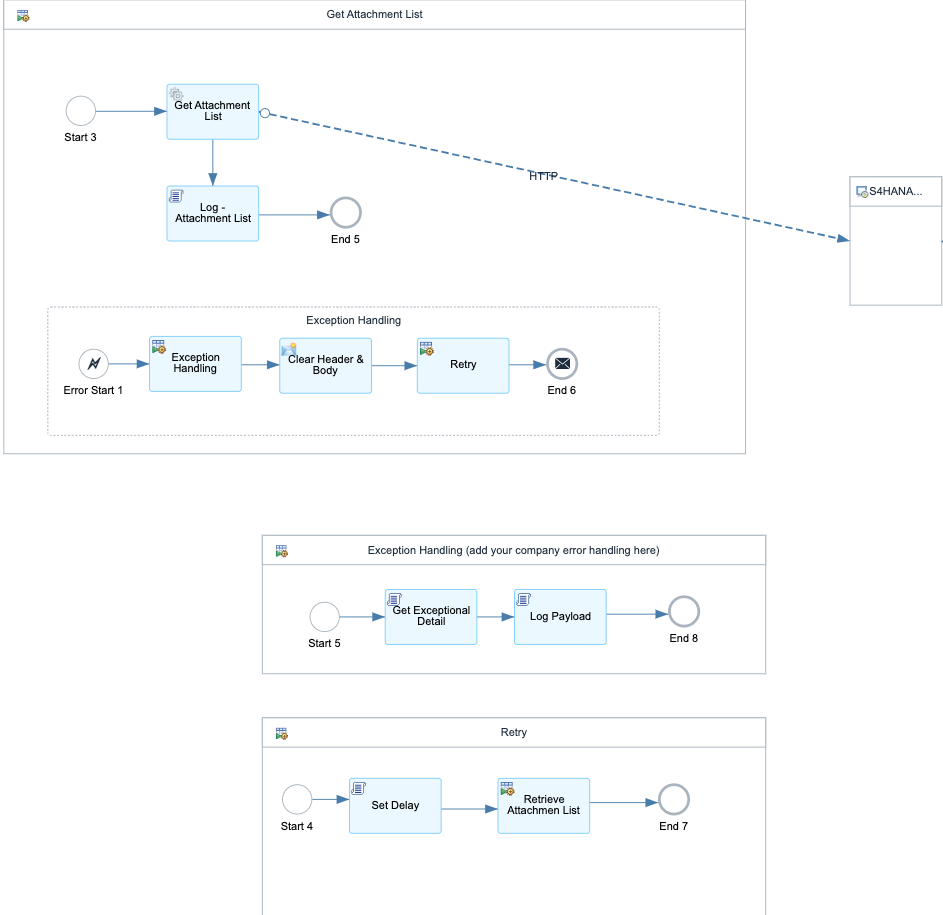 Get Attachment List
Get Attachment
List
Start 3
HTTP
S4HANA...
Log -
Attachment List
End 5
Exception Handling
Exception
Handling
Clear Header &
Body
Retry
Error Start 1
End 6
Exception Handling (add your company error handling here)
Get Exceptional
Detail
Log Payload
Start 5
End 8
Retry
Set Delay
Retrieve
Attachmen List
Start 4
End 7